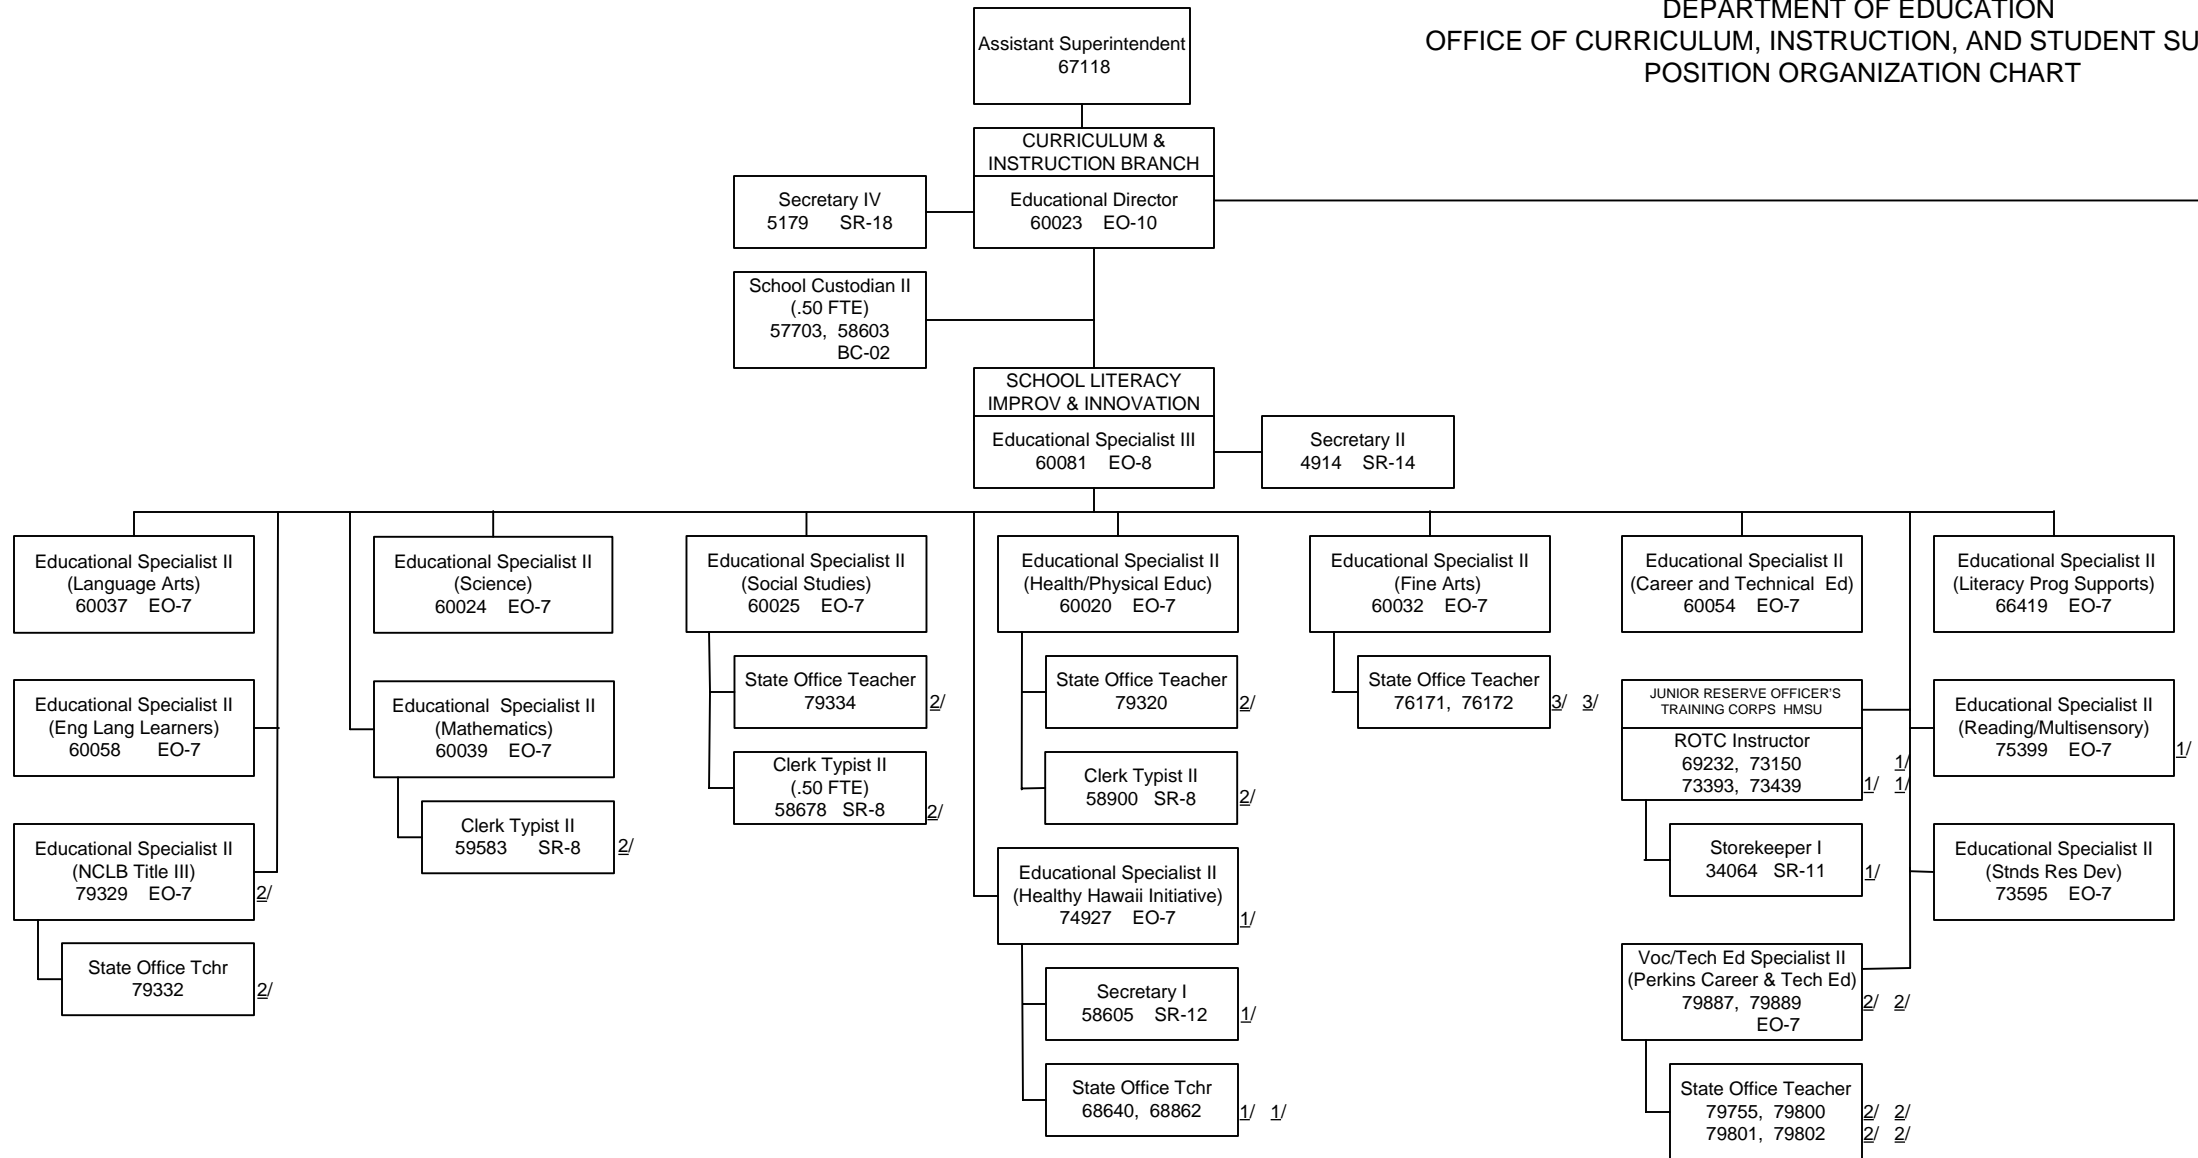 DEPARTMENT OF EDUCATION
OFFICE OF CURRICULUM, INSTRUCTION, AND STUDENT SU
POSITION ORGANIZATION CHART
Assistant Superintendent
67118
CURRICULUM &
INSTRUCTION BRANCH
Educational Director
60023 EO-10
Secretary IV
5179 SR-18
School Custodian II
(.50 FTE)
57703, 58603
BC-02
SCHOOL LITERACY
IMPROV & INNOVATION
Educational Specialist III
60081 EO-8
Secretary II
4914 SR-14
Educational Specialist II
(Language Arts)
60037 EO-7
Educational Specialist II
(Eng Lang Learners)
60058 EO-7
Educational Specialist II
(NCLB Title III)
79329 EO-7 2/
State Office Tchr
79332 2/
Educational Specialist II
(Science)
60024 EO-7
Educational Specialist II
(Mathematics)
60039 EO-7
Clerk Typist II
59583 SR-8 2/
Educational Specialist II
(Social Studies)
60025 EO-7
State Office Teacher
79334 2/
Clerk Typist II
(.50 FTE)
58678 SR-8 2/
Educational Specialist II
(Health/Physical Educ)
60020 EO-7
State Office Teacher
79320 2/
Clerk Typist II
58900 SR-8 2/
Educational Specialist II
(Healthy Hawaii Initiative)
74927 EO-7 1/
Secretary I
58605 SR-12 1/
State Office Tchr
68640, 68862 1/ 1/
Educational Specialist II
(Fine Arts)
60032 EO-7
State Office Teacher
76171, 76172 3/ 3/
Educational Specialist II
(Career and Technical Ed)
60054 EO-7
JUNIOR RESERVE OFFICER'S
TRAINING CORPS HMSU
ROTC Instructor
69232, 73150 1/
73393, 73439 1/ 1/
Storekeeper I
34064 SR-11 1/
Voc/Tech Ed Specialist II
(Perkins Career & Tech Ed)
79887, 79889 2/ 2/
EO-7
State Office Teacher
79755, 79800 2/ 2/
79801, 79802 2/ 2/
Educational Specialist II
(Literacy Prog Supports)
66419 EO-7
Educational Specialist II
(Reading/Multisensory)
75399 EO-7 1/
Educational Specialist II
(Stnds Res Dev)
73595 EO-7